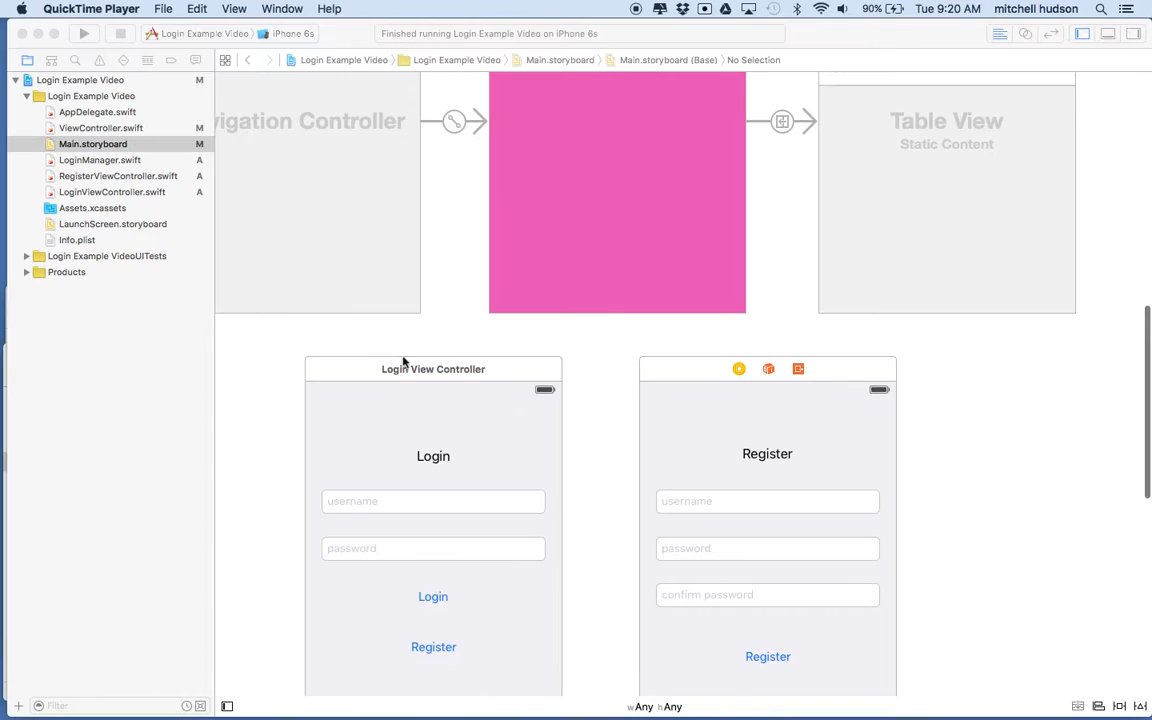 QuickTime Player File Edit View Window Help 90% Tue 9:20 AM mitchell hudson
Login Example Video iPhone 6s Finished running Login Example Video on iPhone 6s
Login Example Video Login Example Video Main.storyboard Main.storyboard (Base) No Selection
Login Example Video M
Login Example Video
AppDelegate.swift
ViewController.swift M
Main.storyboard M
LoginManager.swift A
RegisterViewController.swift A
LoginViewController.swift A
Assets.xcassets
LaunchScreen.storyboard
Info.plist
Login Example VideoUITests
Products
Filter
vigation Controller
Table View
Static Content
Login View Controller
Login
username
password
Login
Register
Register
username
password
confirm password
Register
wAny hAny